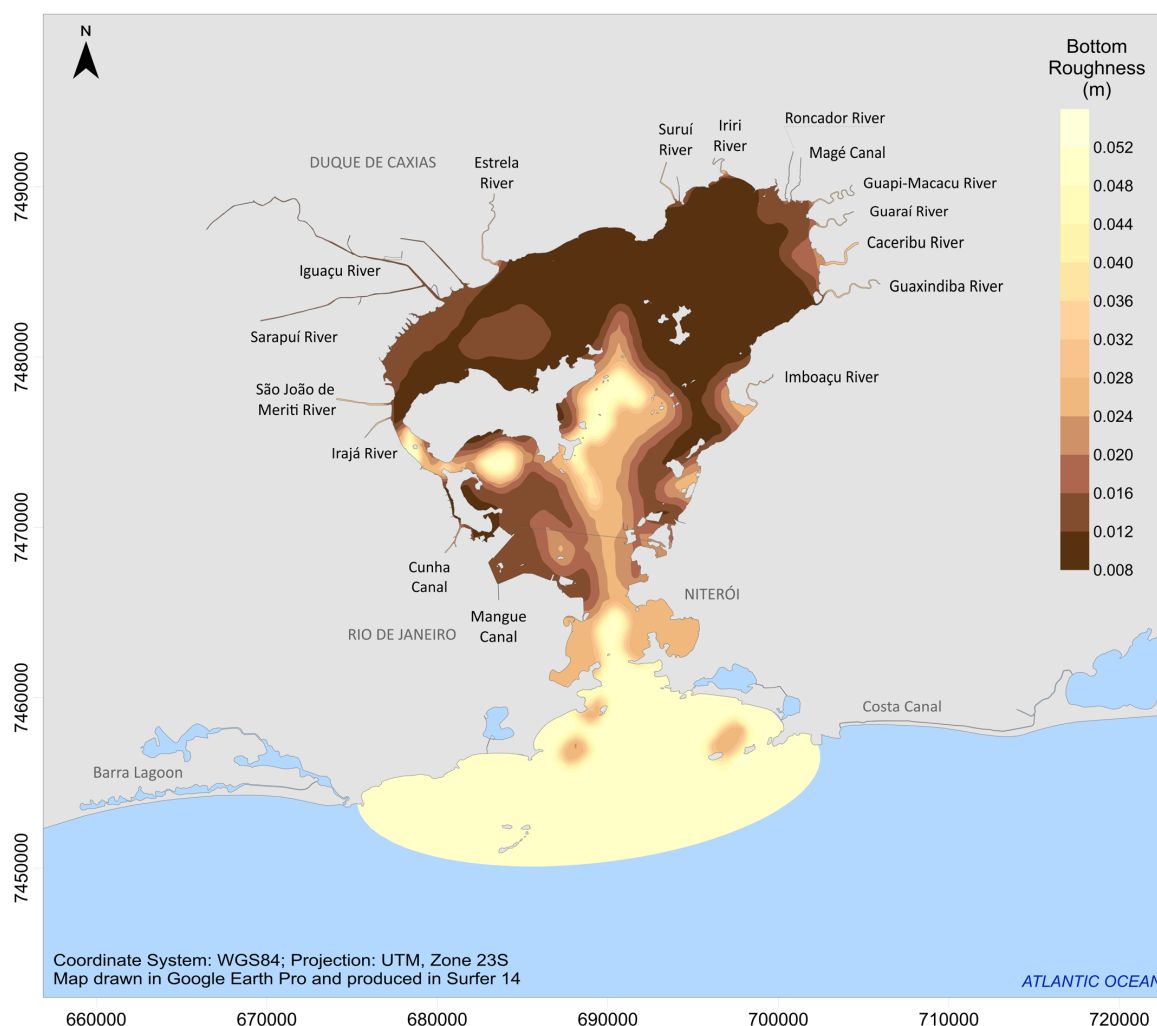 N
Bottom
Roughness
(m)
0.052
0.048
0.044
0.040
0.036
0.032
0.028
0.024
0.020
0.016
0.012
0.008
Roncador River
Suruí
River
Iriri
River
Magé Canal
DUQUE DE CAXIAS
Estrela
River
Guapi-Macacu River
Guaraí River
Caceribu River
Iguaçu River
Guaxindiba River
Sarapuí River
Imboaçu River
São João de
Meriti River
Irajá River
Cunha
Canal
Mangue
Canal
NITERÓI
RIO DE JANEIRO
Costa Canal
Barra Lagoon
7490000
7480000
7470000
7460000
7450000
Coordinate System: WGS84; Projection: UTM, Zone 23S
Map drawn in Google Earth Pro and produced in Surfer 14
ATLANTIC OCEAN
660000
670000
680000
690000
700000
710000
720000